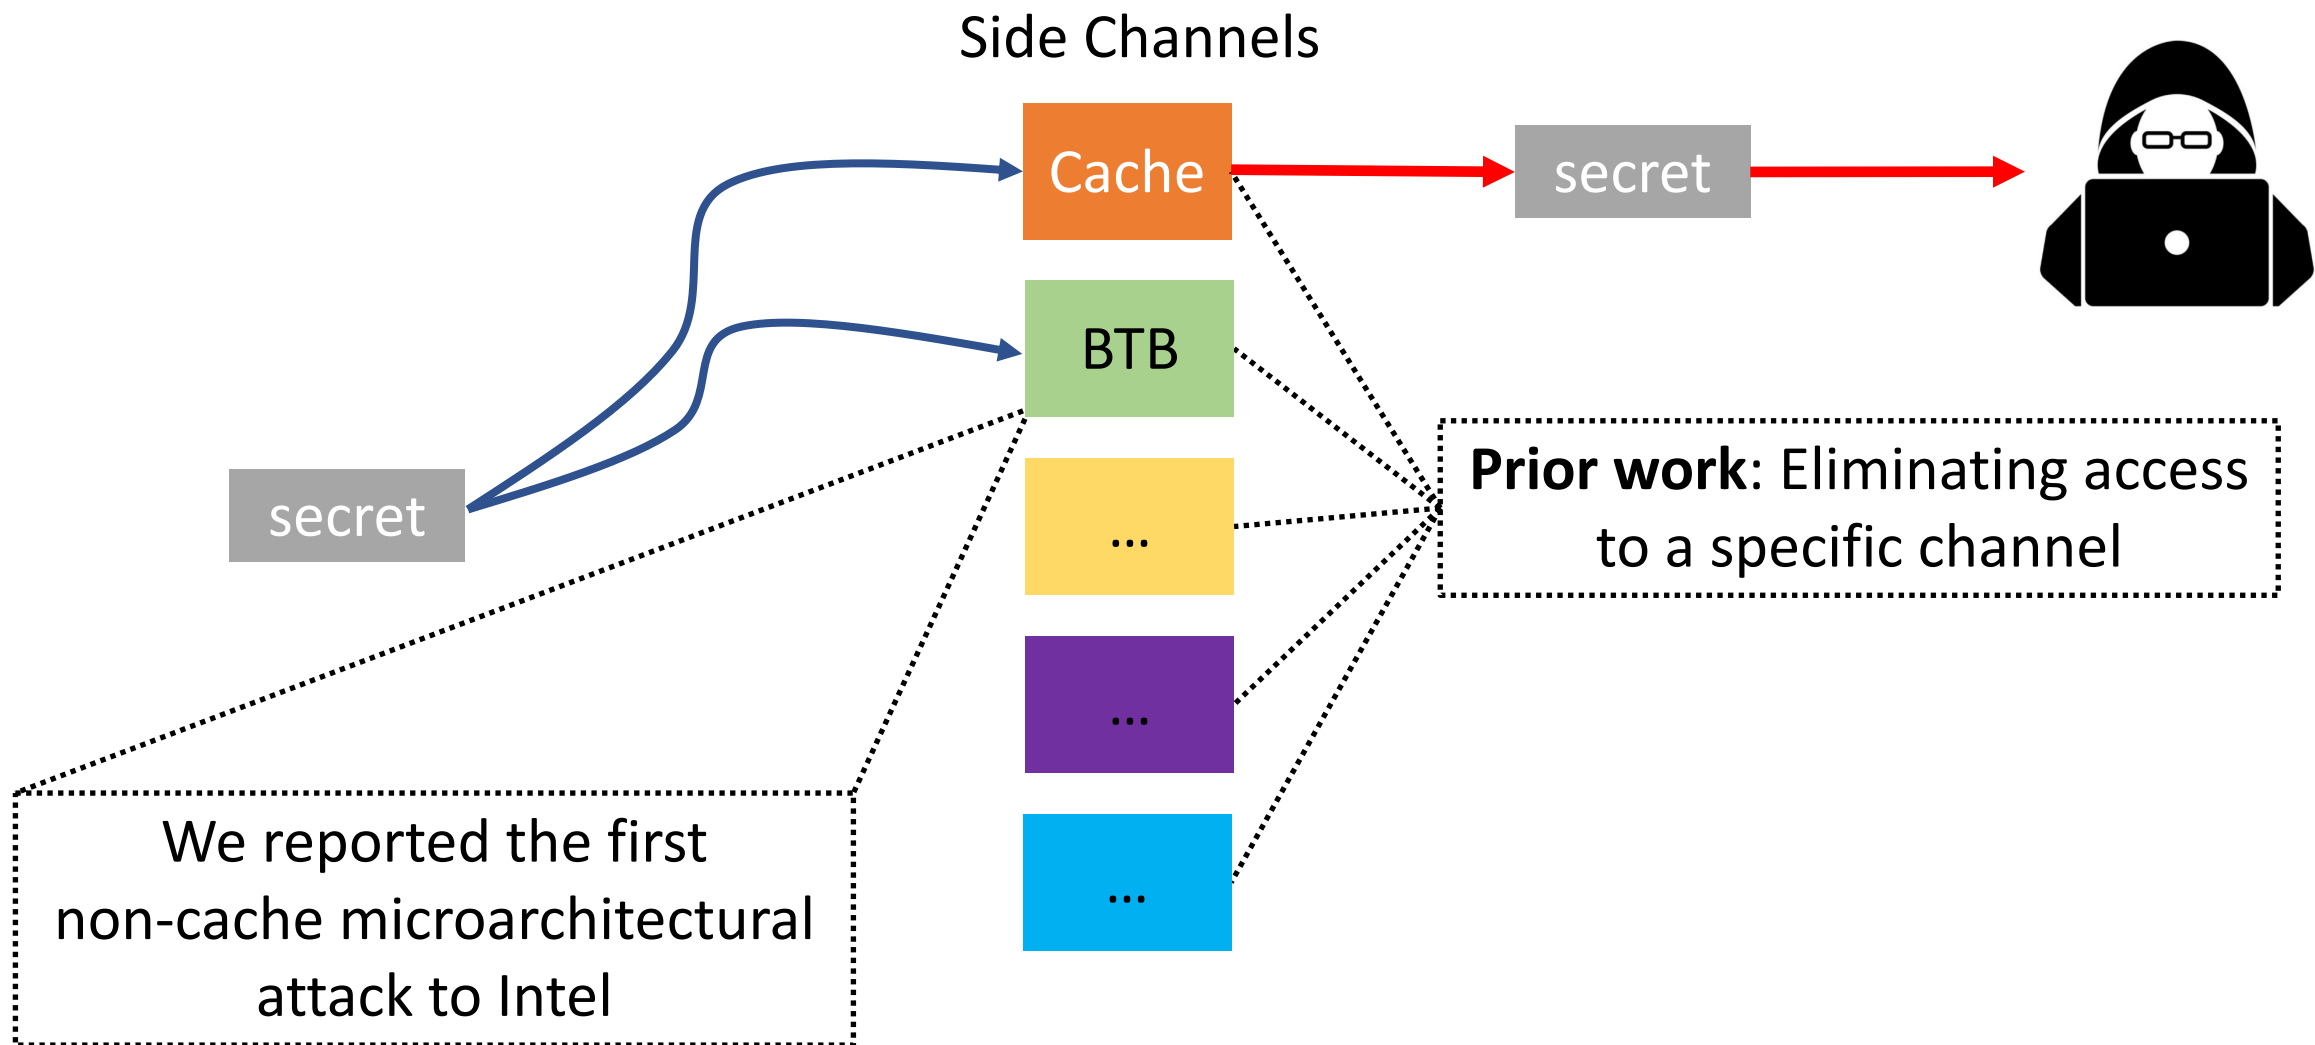 Side Channels
Cache
secret
BTB
secret
...
Prior work: Eliminating access
to a specific channel
...
We reported the first
non-cache microarchitectural
attack to Intel
...